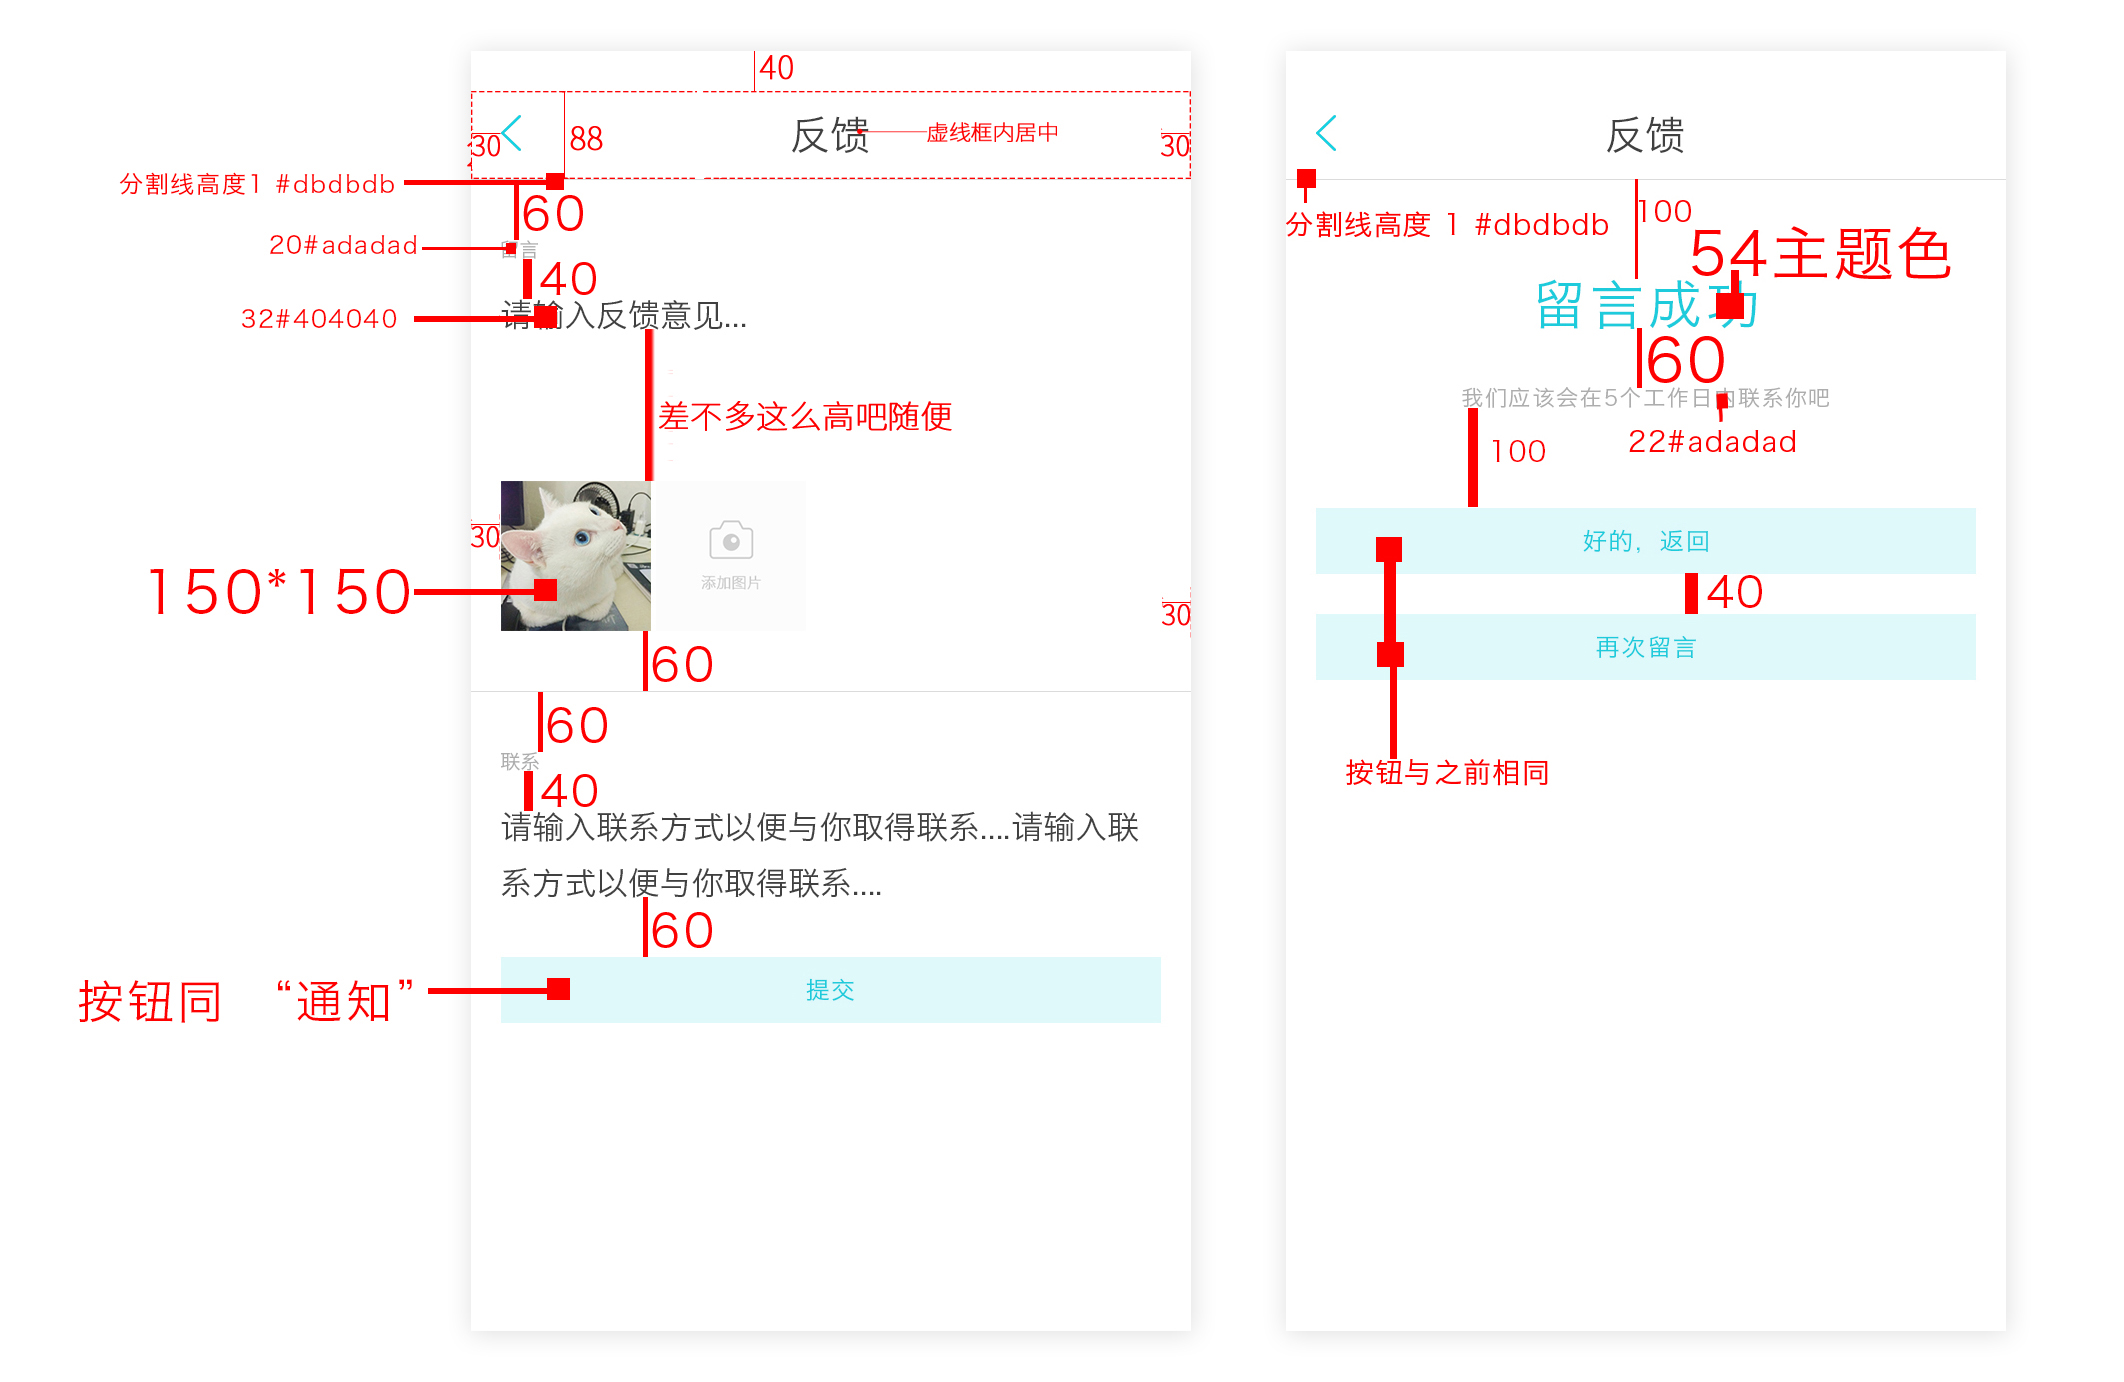 40
反馈
虚线框内居中
88
30
30
分割线高度1 #dbdbdb
60
20#adadad
留言
40
32#404040
请输入反馈意见...
差不多这么高吧随便
30
150*150
添加图片
30
60
60
联系
40
请输入联系方式以便与你取得联系....请输入联
系方式以便与你取得联系....
60
按钮同 “通知”
提交
反馈
分割线高度 1 #dbdbdb
100
54主题色
留言成功
60
我们应该会在5个工作日内联系你吧
22#adadad
100
好的，返回
40
再次留言
按钮与之前相同